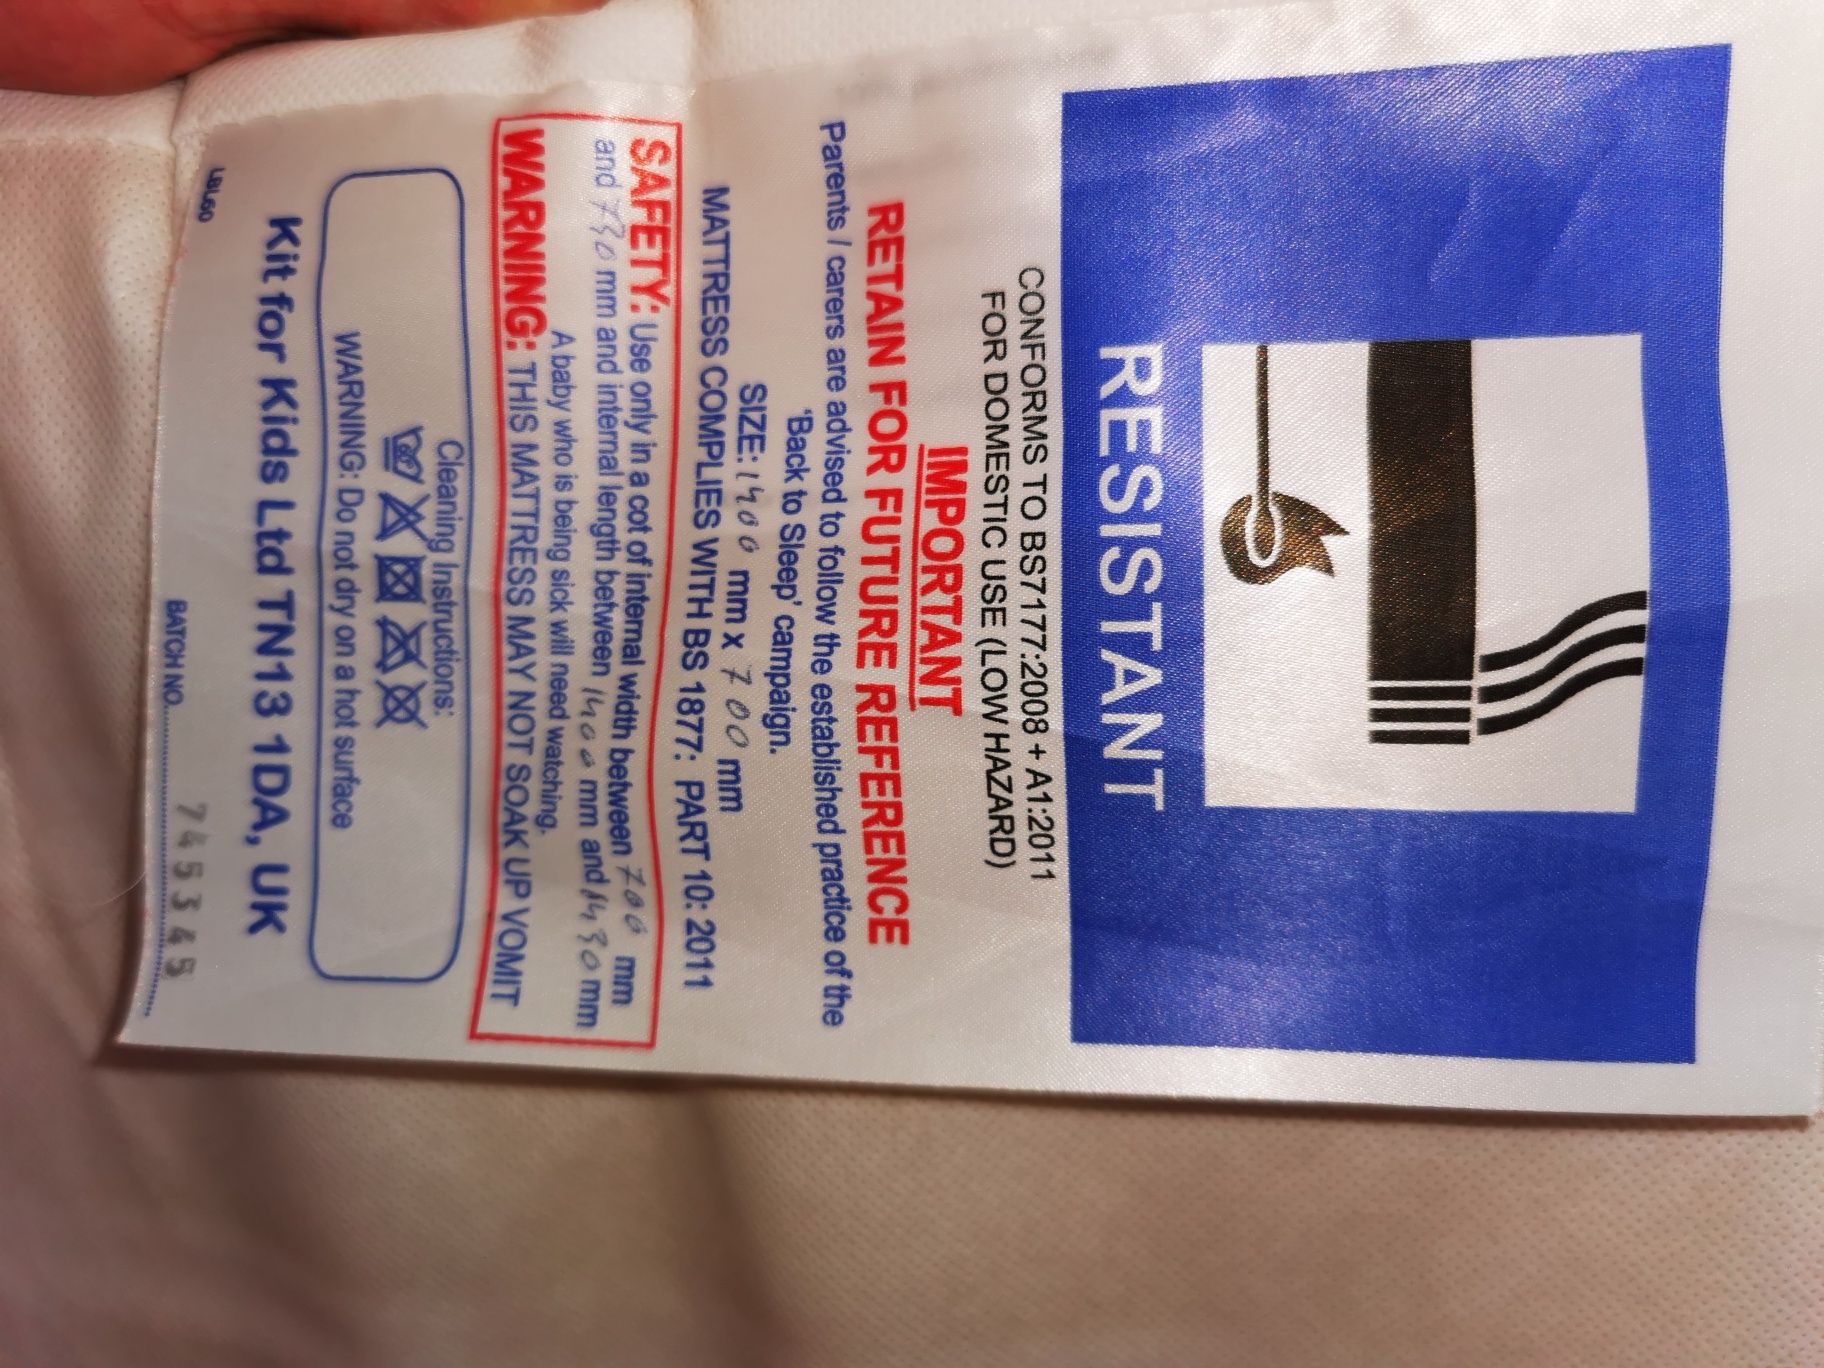 RESISTANT
CONFORMS TO BS7177:2008 + A1:2011
FOR DOMESTIC USE (LOW HAZARD)
IMPORTANT
RETAIN FOR FUTURE REFERENCE
Parents / carers are advised to follow the established practice of the
'Back to Sleep' campaign.
SIZE: 1400 mm x 700 mm
MATTRESS COMPLIES WITH BS 1877: PART 10: 2011
SAFETY: Use only in a cot of internal width between 700 mm
and 730 mm and internal length between 1400 mm and 1430 mm
A baby who is being sick will need watching.
WARNING: THIS MATTRESS MAY NOT SOAK UP VOMIT
Cleaning Instructions:
WARNING: Do not dry on a hot surface
Kit for Kids Ltd TN13 1DA, UK
BATCH NO. 745345
LBL60